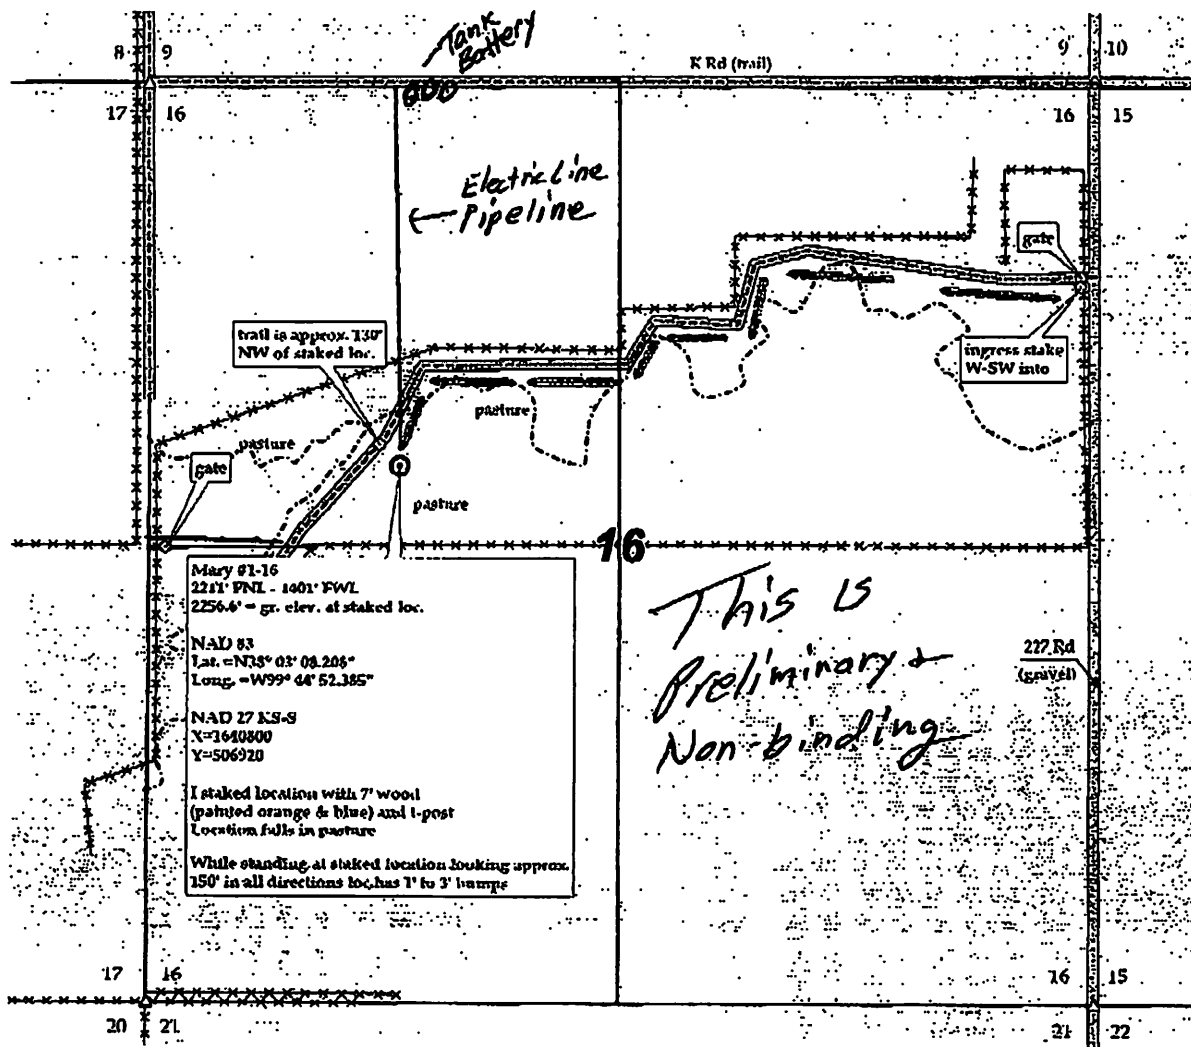 Tank
Battery
8 9
9 10
K Rd (trail)
17 16
16 15
Electric line
Pipeline
gate
trail is approx. 130'
NW of staked loc.
ingress stake
W-SW into
pasture
pasture
gate
pasture
16
Mary #1-16
2211' FNL - 1401' FWL
2256.6' = gr. elev. at staked loc.
NAD 83
Lat. = N38° 03' 08.208"
Long. = W99° 44' 52.385"
NAD 27 KS-S
X=1640800
Y=506920
I staked location with 7' wood
(painted orange & blue) and t-post
Location falls in pasture
While standing at staked location looking approx.
150' in all directions loc. has 1' to 3' bumps
This is
Preliminary &
Non-binding
227 Rd
(gravel)
17 16
16 15
20 21
21 22